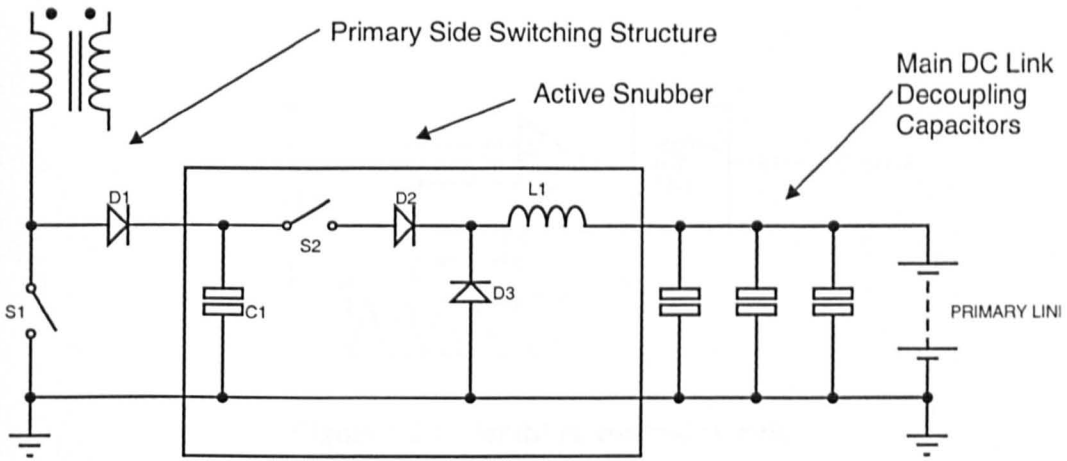 Primary Side Switching Structure
Active Snubber
Main DC Link
Decoupling
Capacitors
D1
D2
L1
S2
S1
C1
D3
PRIMARY LINI